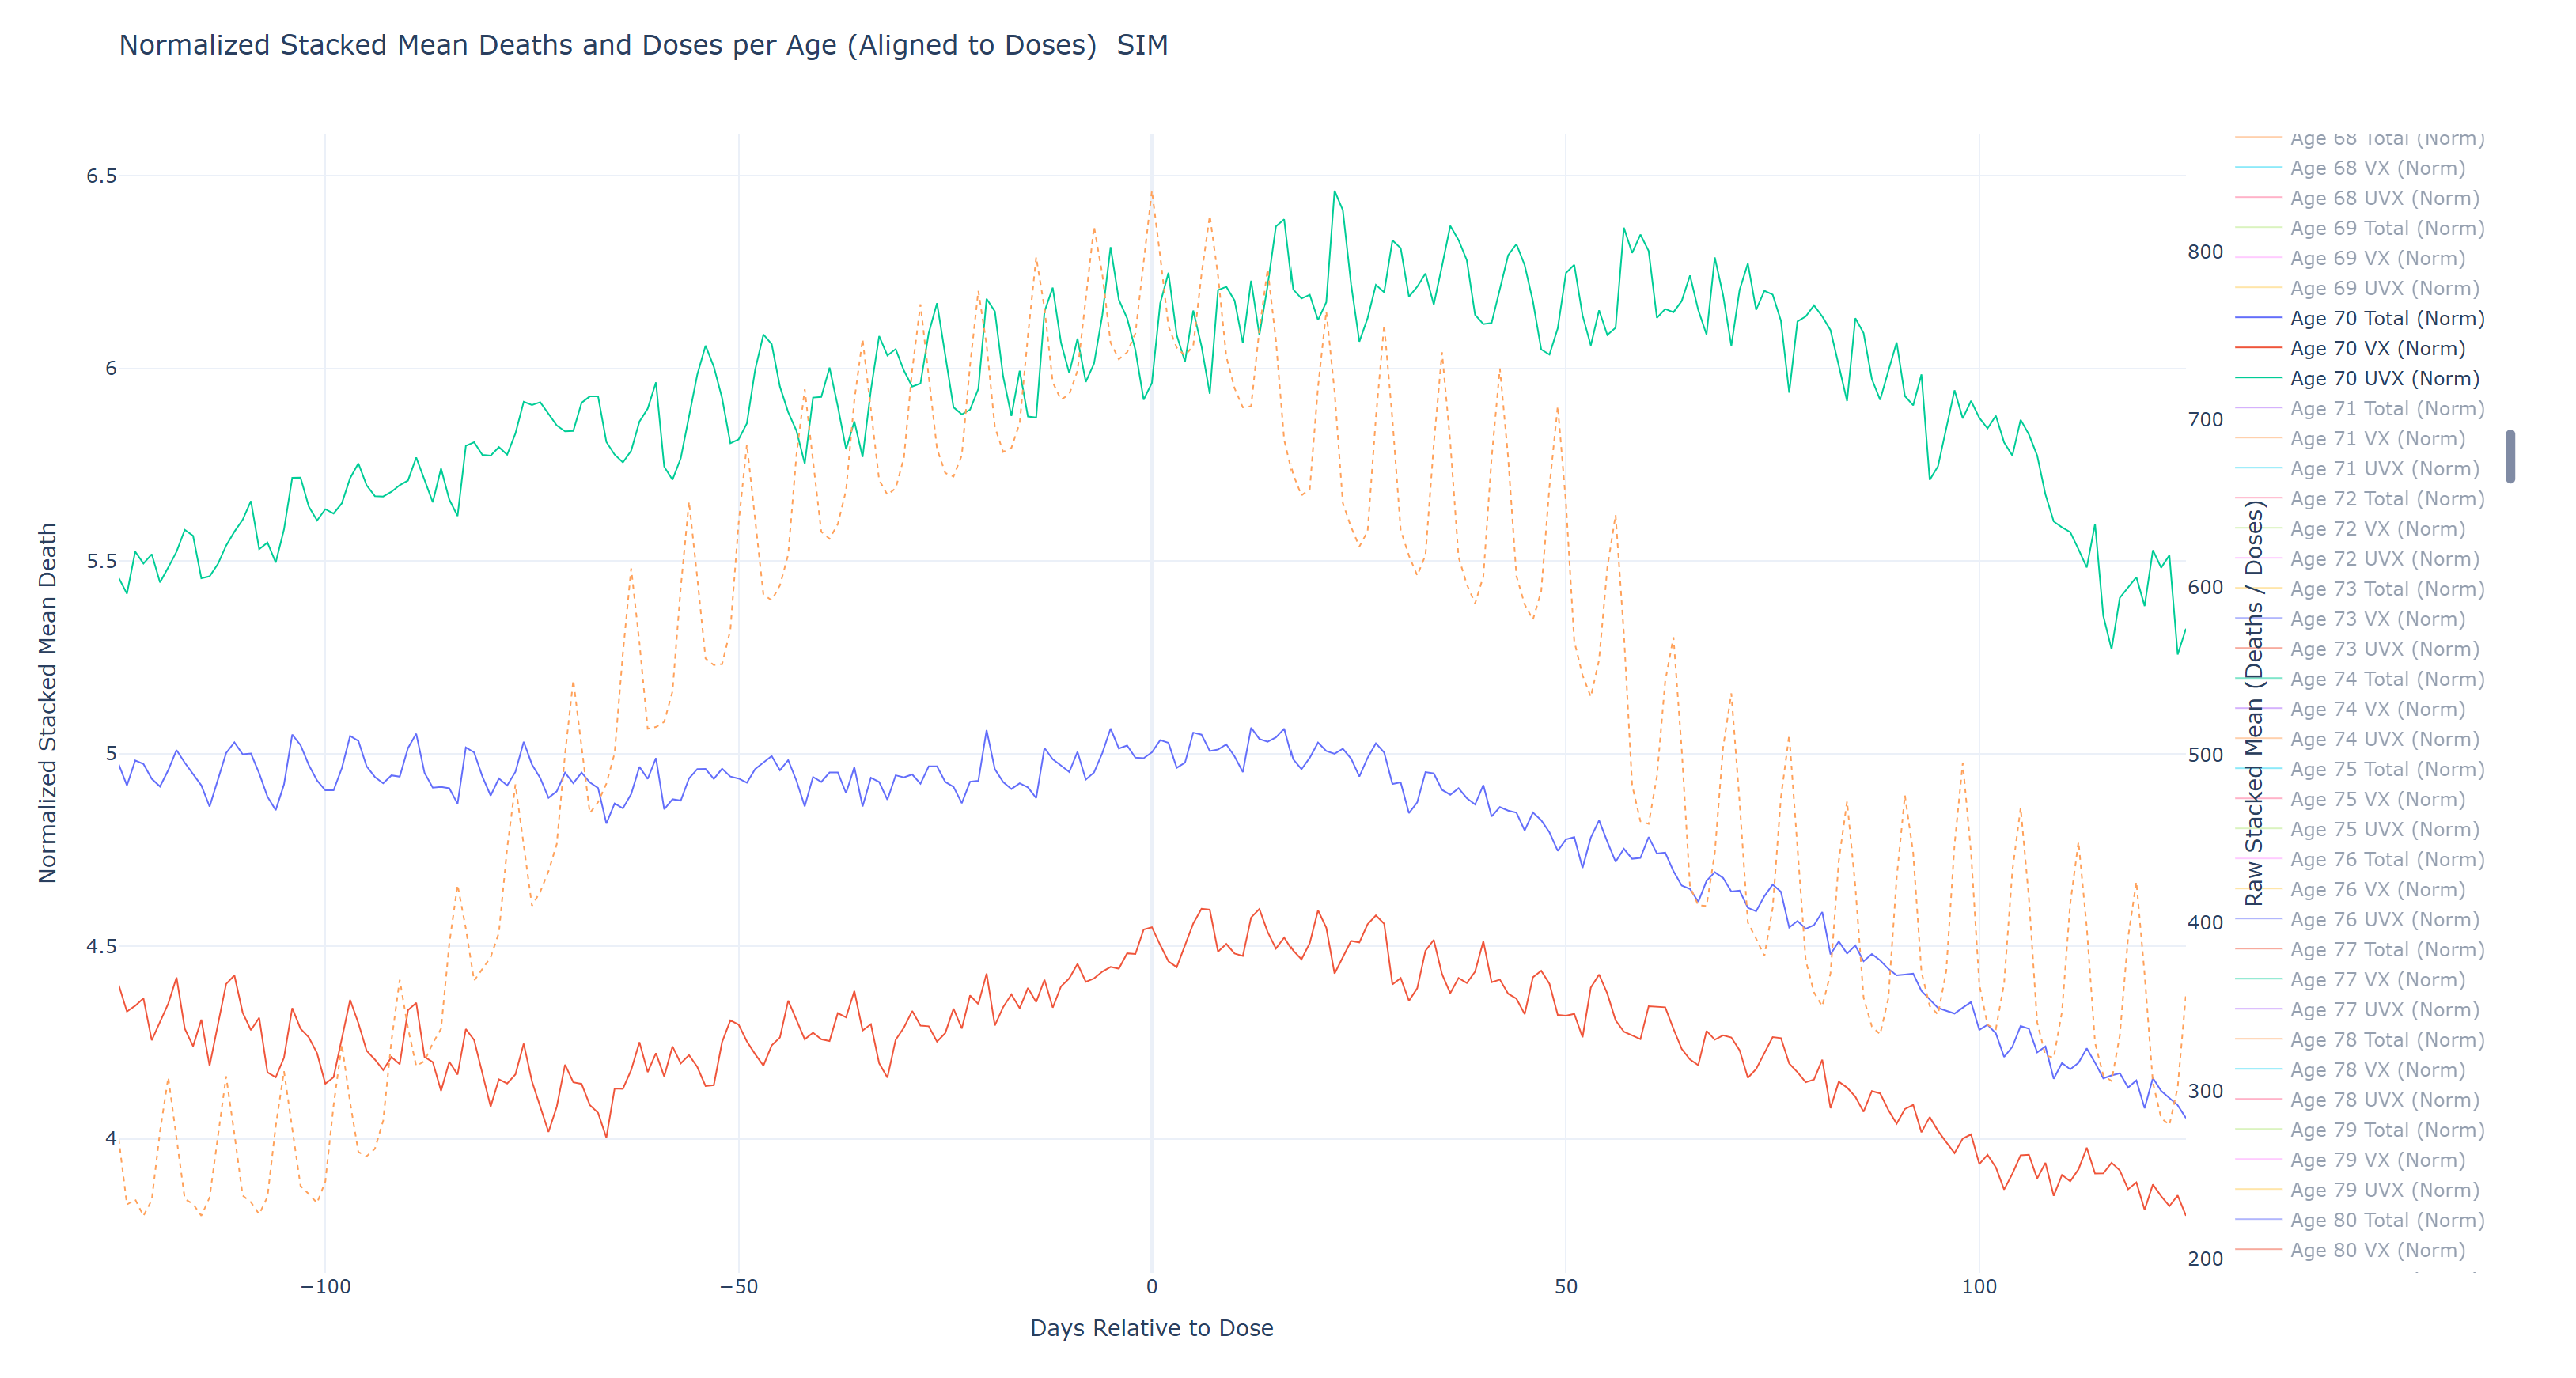 Normalized Stacked Mean Deaths and Doses per Age (Aligned to Doses)  SIM
Normalized Stacked Mean Death
6.5
6
5.5
5
4.5
4
−100
−50
0
50
100
Days Relative to Dose
800
700
600
500
400
300
200
Raw Stacked Mean (Deaths / Doses)
Age 68 Total (Norm)
Age 68 VX (Norm)
Age 68 UVX (Norm)
Age 69 Total (Norm)
Age 69 VX (Norm)
Age 69 UVX (Norm)
Age 70 Total (Norm)
Age 70 VX (Norm)
Age 70 UVX (Norm)
Age 71 Total (Norm)
Age 71 VX (Norm)
Age 71 UVX (Norm)
Age 72 Total (Norm)
Age 72 VX (Norm)
Age 72 UVX (Norm)
Age 73 Total (Norm)
Age 73 VX (Norm)
Age 73 UVX (Norm)
Age 74 Total (Norm)
Age 74 VX (Norm)
Age 74 UVX (Norm)
Age 75 Total (Norm)
Age 75 VX (Norm)
Age 75 UVX (Norm)
Age 76 Total (Norm)
Age 76 VX (Norm)
Age 76 UVX (Norm)
Age 77 Total (Norm)
Age 77 VX (Norm)
Age 77 UVX (Norm)
Age 78 Total (Norm)
Age 78 VX (Norm)
Age 78 UVX (Norm)
Age 79 Total (Norm)
Age 79 VX (Norm)
Age 79 UVX (Norm)
Age 80 Total (Norm)
Age 80 VX (Norm)